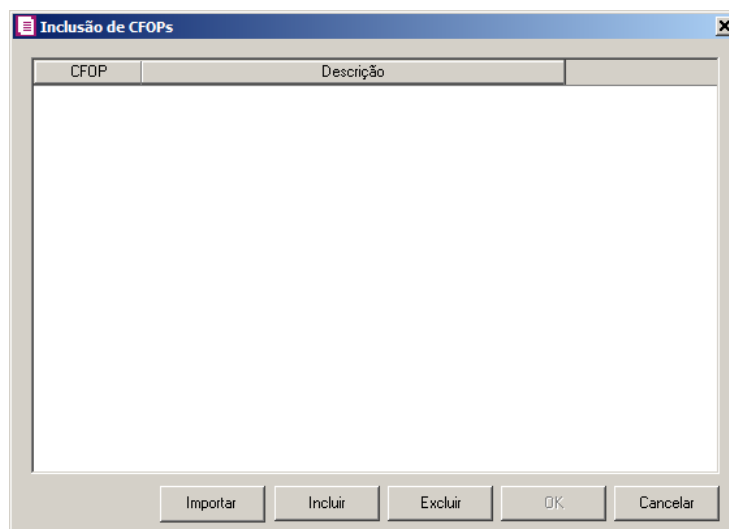 Inclusão de CFOPs
CFOP Descrição
Importar Incluir Excluir OK Cancelar